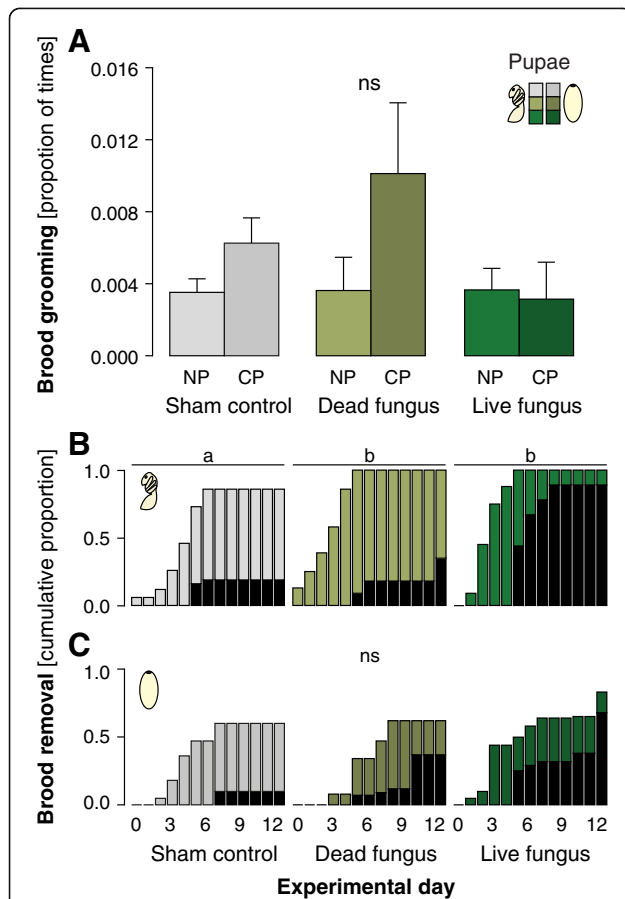 A
Brood grooming [propotion of times]
0.016
0.012
0.008
0.004
0.000
ns
Pupae
NP CP NP CP NP CP
Sham control Dead fungus Live fungus
B
a b b
1.0
0.5
0.0
Brood removal [cumulative proportion]
C
ns
1.0
0.5
0.0
0 3 6 9 12 0 3 6 9 12 0 3 6 9 12
Sham control Dead fungus Live fungus
Experimental day